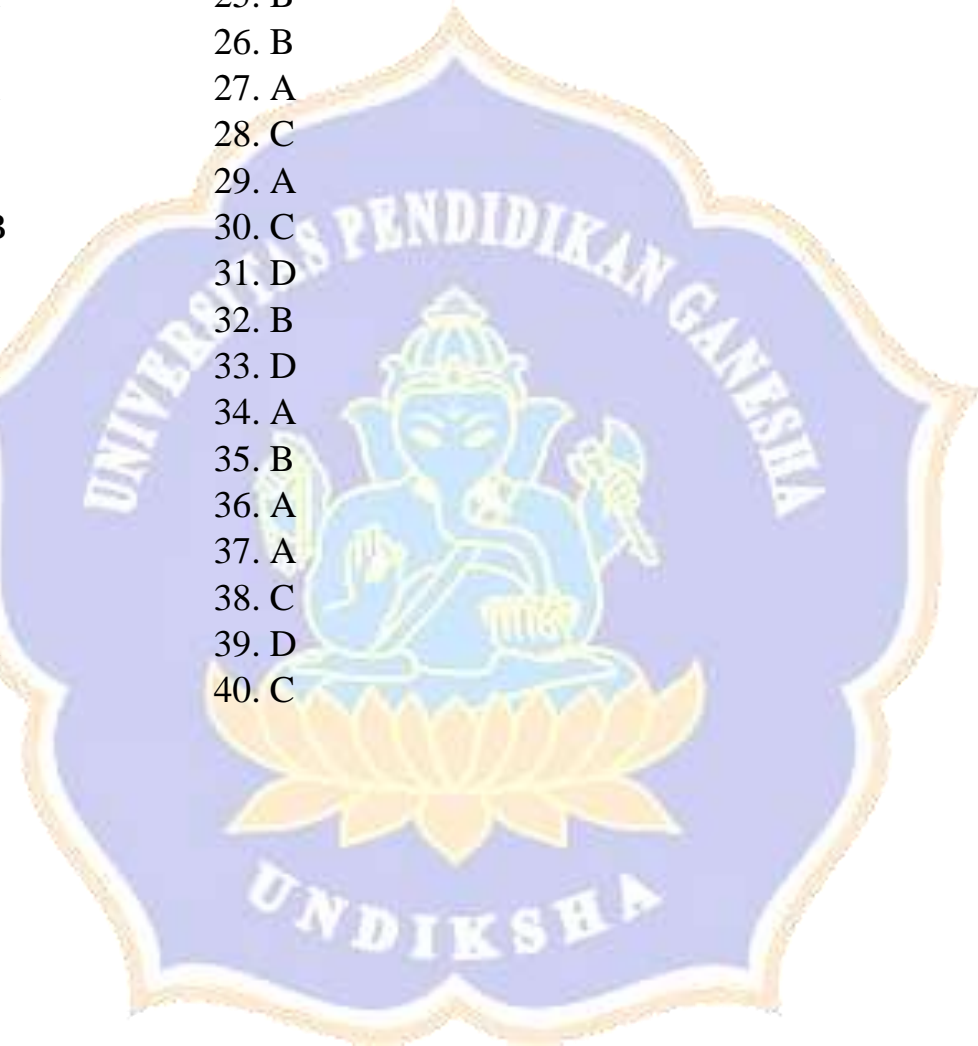 25. B
26. B
27. A
28. C
29. A
30. C
31. D
32. B
33. D
34. A
35. B
36. A
37. A
38. C
39. D
40. C
UNIVERSITAS PENDIDIKAN GANESHA
UNDIKSHA